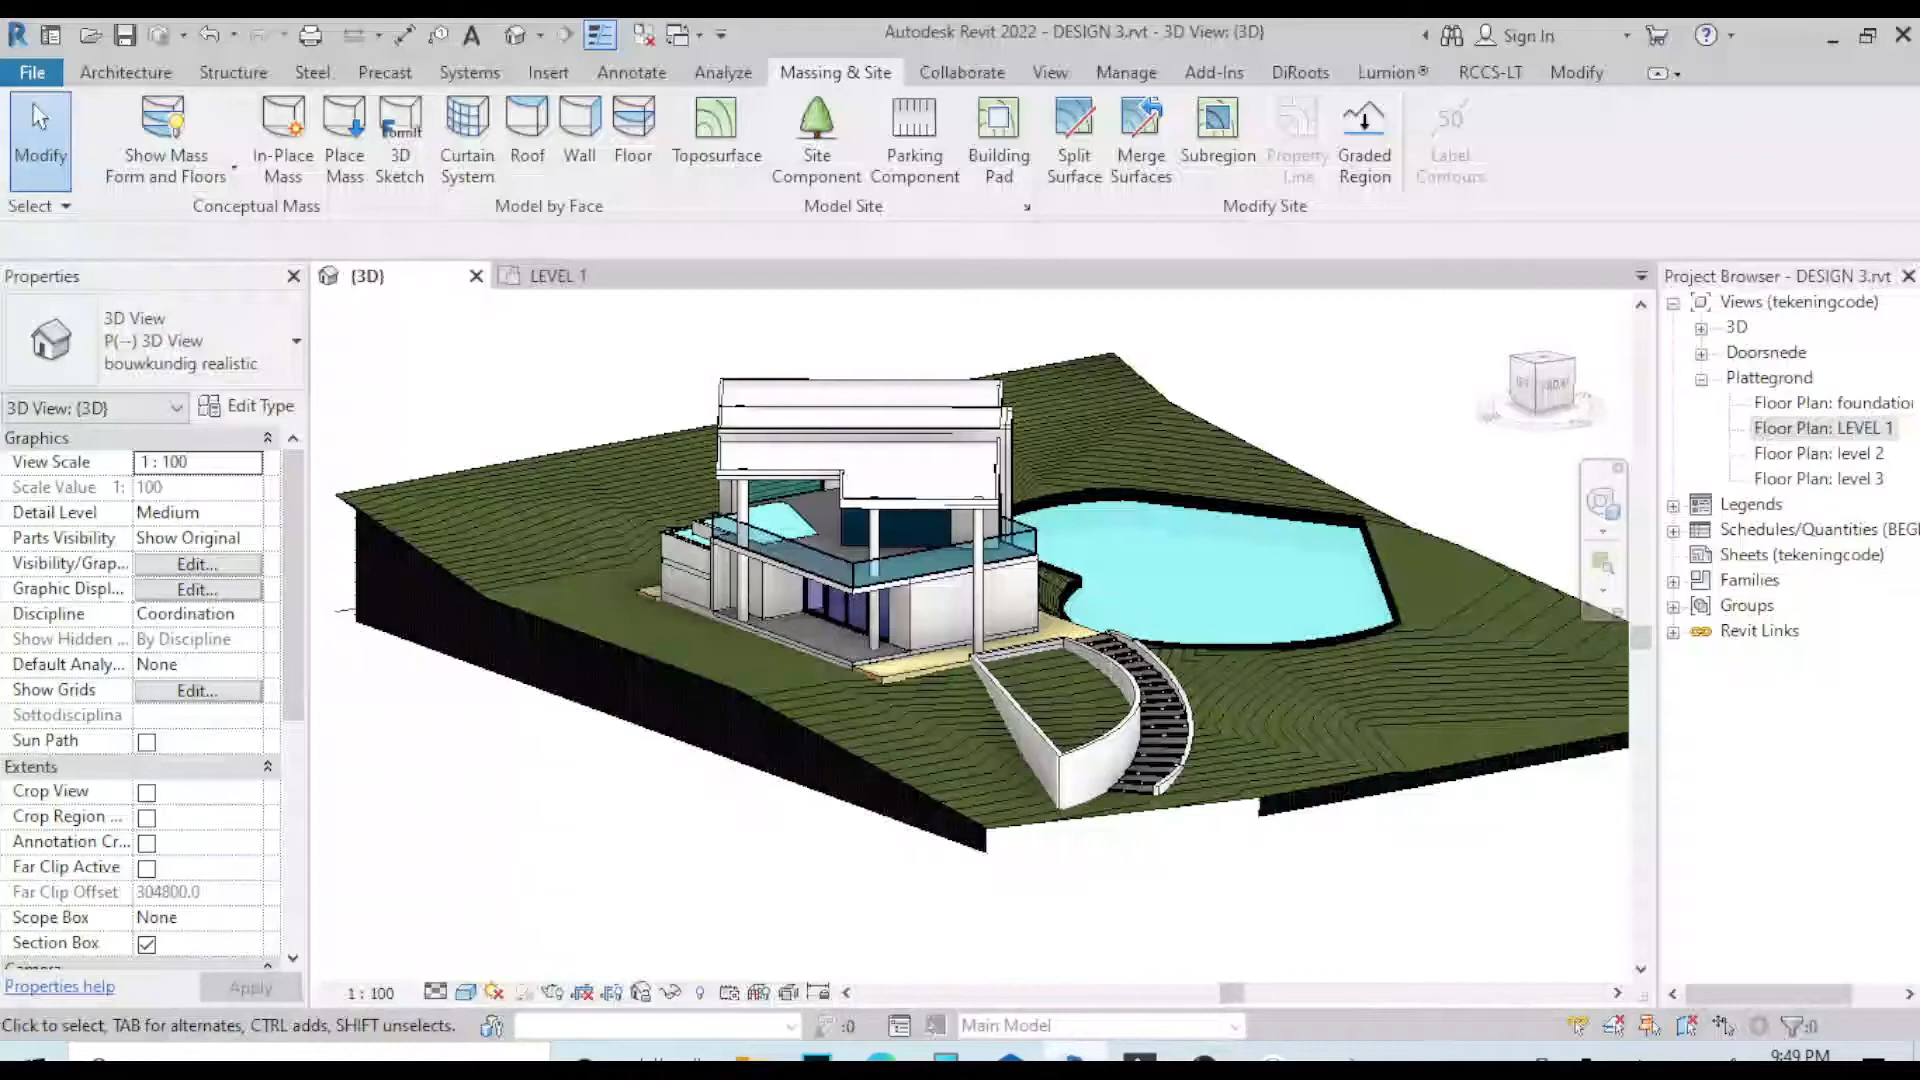 Autodesk Revit 2022 - DESIGN 3.rvt - 3D View: {3D}
Sign In
File Architecture Structure Steel Precast Systems Insert Annotate Analyze Massing & Site Collaborate View Manage Add-Ins DiRoots Lumion® RCCS-LT Modify
Modify
Show Mass
Form and Floors
In-Place
Mass
Place
Mass
FormIt
3D
Sketch
Curtain
System
Roof
Wall
Floor
Toposurface
Site
Component
Parking
Component
Building
Pad
Split
Surface
Merge
Surfaces
Subregion
Property
Line
Graded
Region
50
Label
Contours
Select
Conceptual Mass
Model by Face
Model Site
Modify Site
Properties
{3D}
LEVEL 1
Project Browser - DESIGN 3.rvt
3D View
P(--) 3D View
bouwkundig realistic
3D View: {3D}
Edit Type
Graphics
View Scale 1 : 100
Scale Value 1: 100
Detail Level Medium
Parts Visibility Show Original
Visibility/Grap... Edit...
Graphic Displ... Edit...
Discipline Coordination
Show Hidden ... By Discipline
Default Analy... None
Show Grids Edit...
Sottodisciplina
Sun Path
Extents
Crop View
Crop Region ...
Annotation Cr...
Far Clip Active
Far Clip Offset 304800.0
Scope Box None
Section Box
Camera
Properties help
Apply
Views (tekeningcode)
3D
Doorsnede
Plattegrond
Floor Plan: foundatio
Floor Plan: LEVEL 1
Floor Plan: level 2
Floor Plan: level 3
Legends
Schedules/Quantities (BEG
Sheets (tekeningcode)
Families
Groups
Revit Links
1 : 100
Click to select, TAB for alternates, CTRL adds, SHIFT unselects.
:0
Main Model
:0
9:49 PM